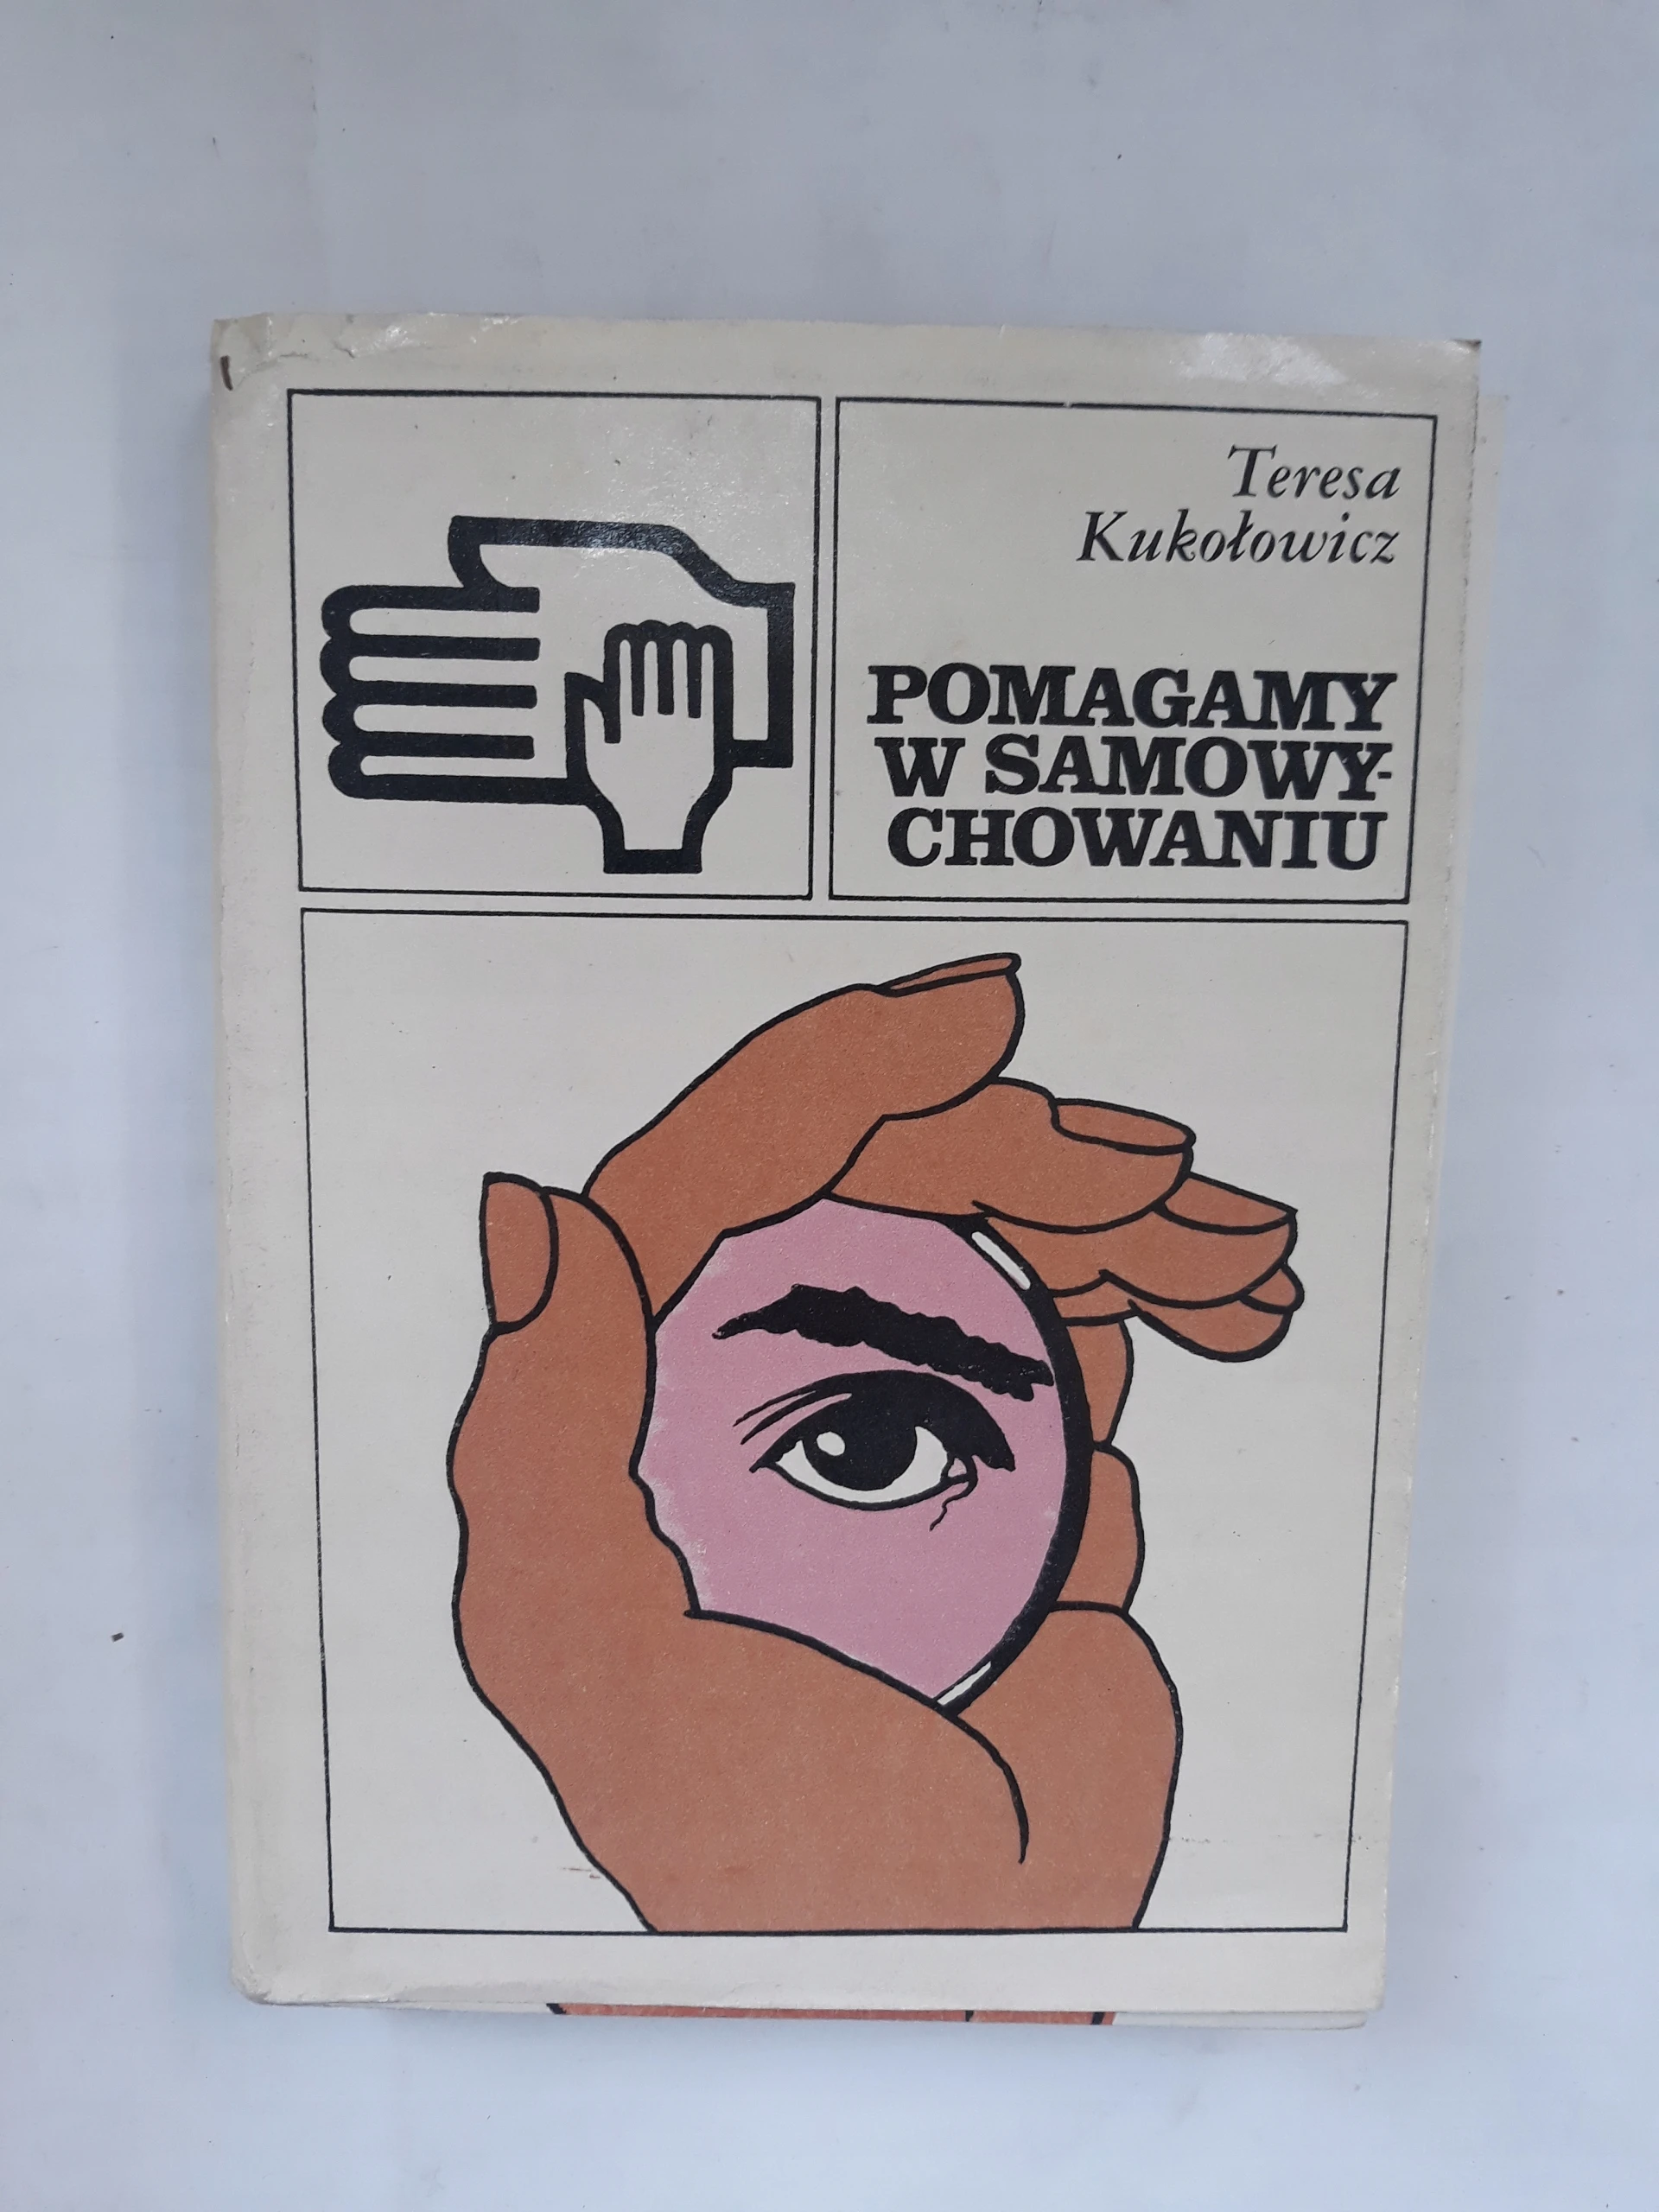 Teresa
Kukołowicz
POMAGAMY
W SAMOWY-
CHOWANIU